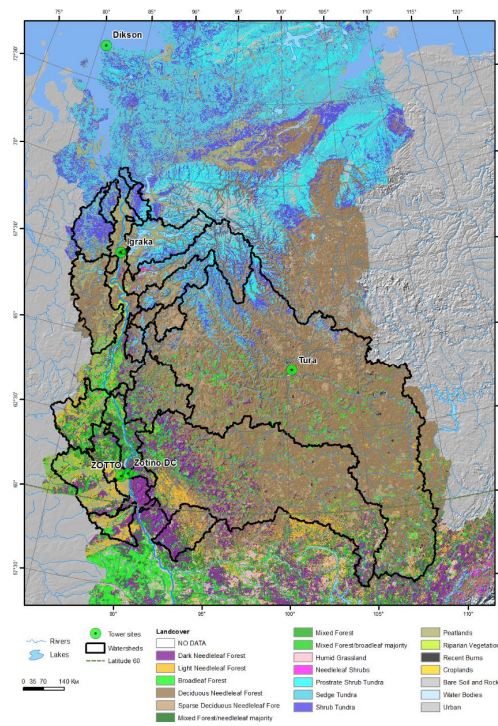 75° 80° 85° 90° 95° 100° 105° 110° 115° 120°
Dikson
Igraka
Tura
ZOTTO
Zotino DC
90° 95° 100° 105° 110°
Rivers
Lakes
Tower sites
Watersheds
Latitude 60
0 35 70 140 KM
Landcover
NO DATA
Dark Needleleaf Forest
Light Needleleaf Forest
Broadleaf Forest
Deciduous Needleleaf Forest
Sparse Deciduous Needleleaf Fore
Mixed Forest/needleleaf majority
Mixed Forest
Mixed Forest/broadleaf majority
Humid Grassland
Needleleaf Shrubs
Prostrate Shrub Tundra
Sedge Tundra
Shrub Tundra
Peatlands
Riparian Vegetation
Recent Burns
Croplands
Bare Soil and Rock
Water Bodies
Urban